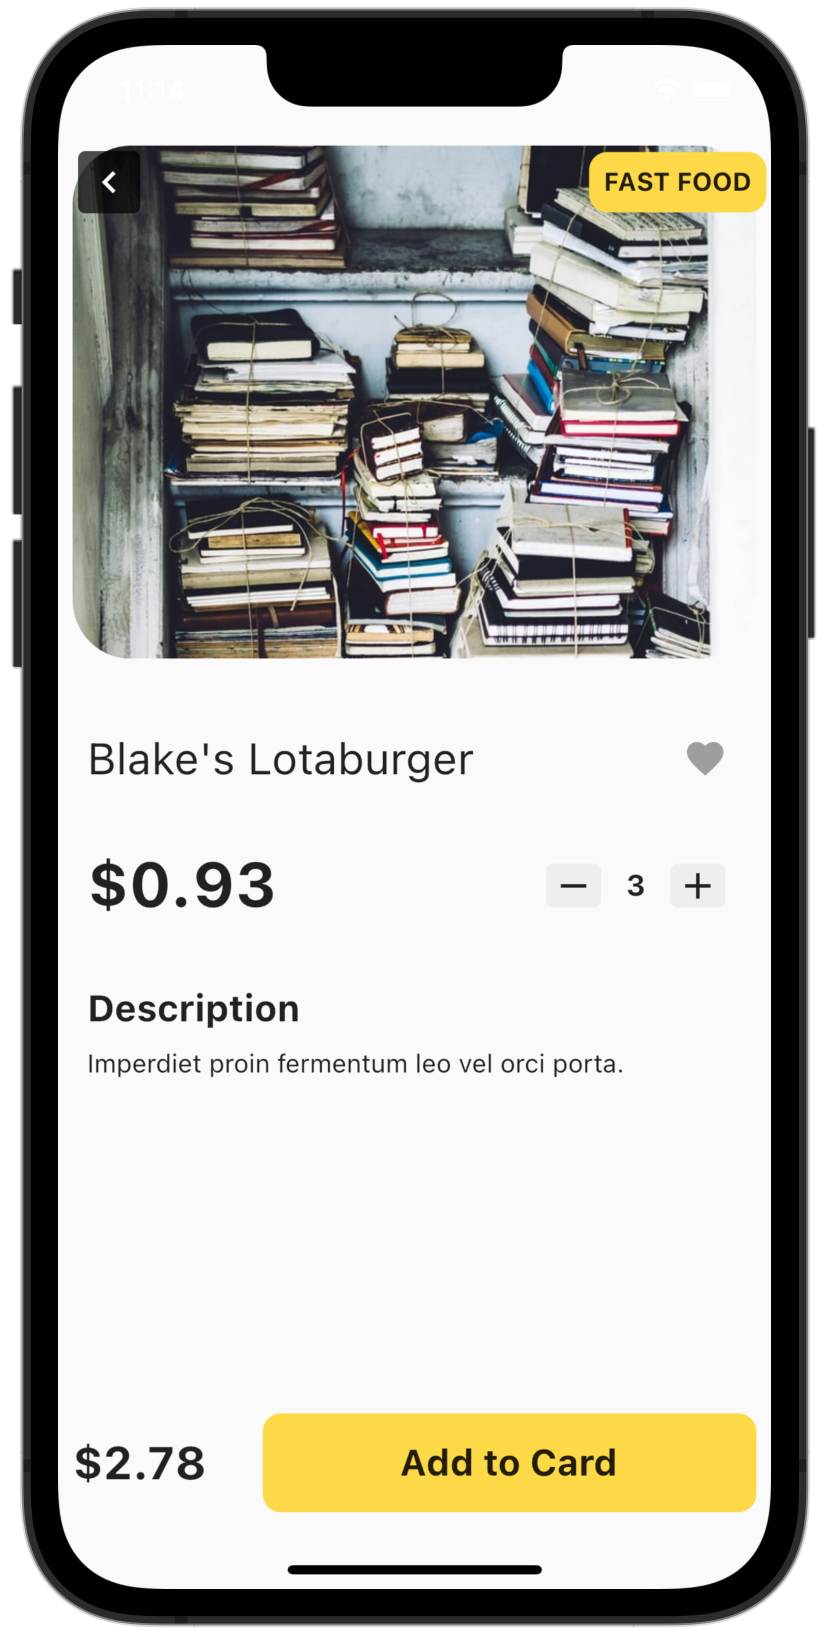 11:14
FAST FOOD
Blake's Lotaburger
$0.93
3
Description
Imperdiet proin fermentum leo vel orci porta.
$2.78
Add to Card